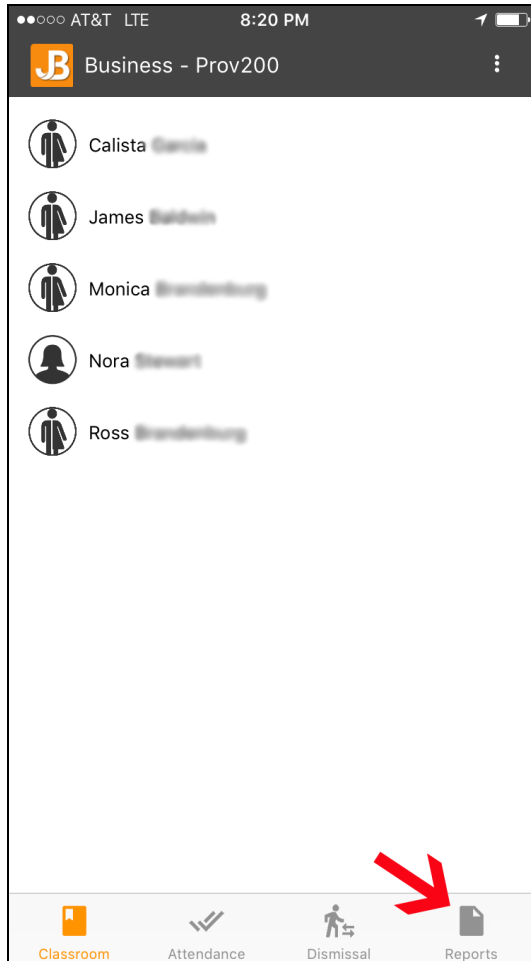 AT&T LTE 8:20 PM
JB Business - Prov200
Calista
James
Monica
Nora
Ross
Classroom Attendance Dismissal Reports